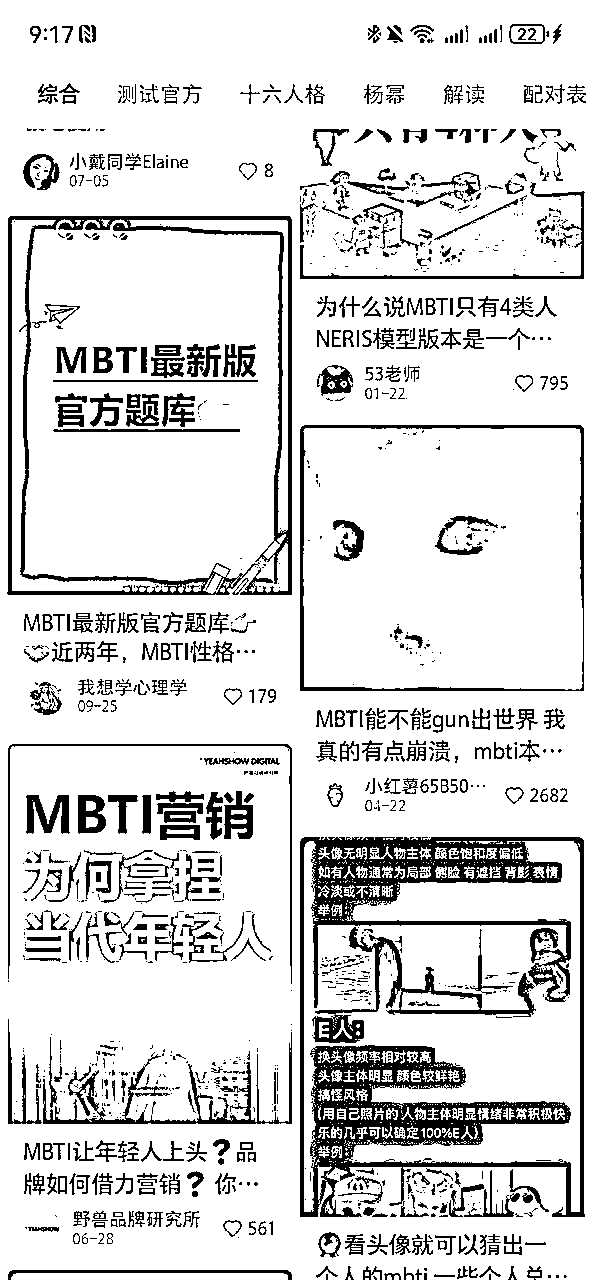 9:17
22
综合 测试官方 十六人格 杨幂 解读 配对表
小戴同学Elaine
07-05
8
MBTI最新版
官方题库
MBTI最新版官方题库
近两年，MBTI性格…
我想学心理学
09-25
179
YEAHSHOW DIGITAL
MBTI营销
为何拿捏
当代年轻人
MBTI让年轻人上头❓品
牌如何借力营销❓你…
野兽品牌研究所
06-28
561
为什么说MBTI只有4类人
NERIS模型版本是一个…
53老师
01-22
795
MBTI能不能gun出世界 我
真的有点崩溃，mbti本…
小红薯65B50…
04-22
2682
头像无明显人物主体 颜色饱和度偏低
如有人物通常为局部 侧脸 有遮挡 背影 表情
冷淡或不清晰
举例:
E人:
换头像频率相对较高
头像主体明显 颜色较鲜艳
搞怪风格
(用自己照片的 人物主体明显情绪非常积极快
乐的几乎可以确定100%E人)
举例:
看头像就可以猜出一
个人的mbti 一些个人总…